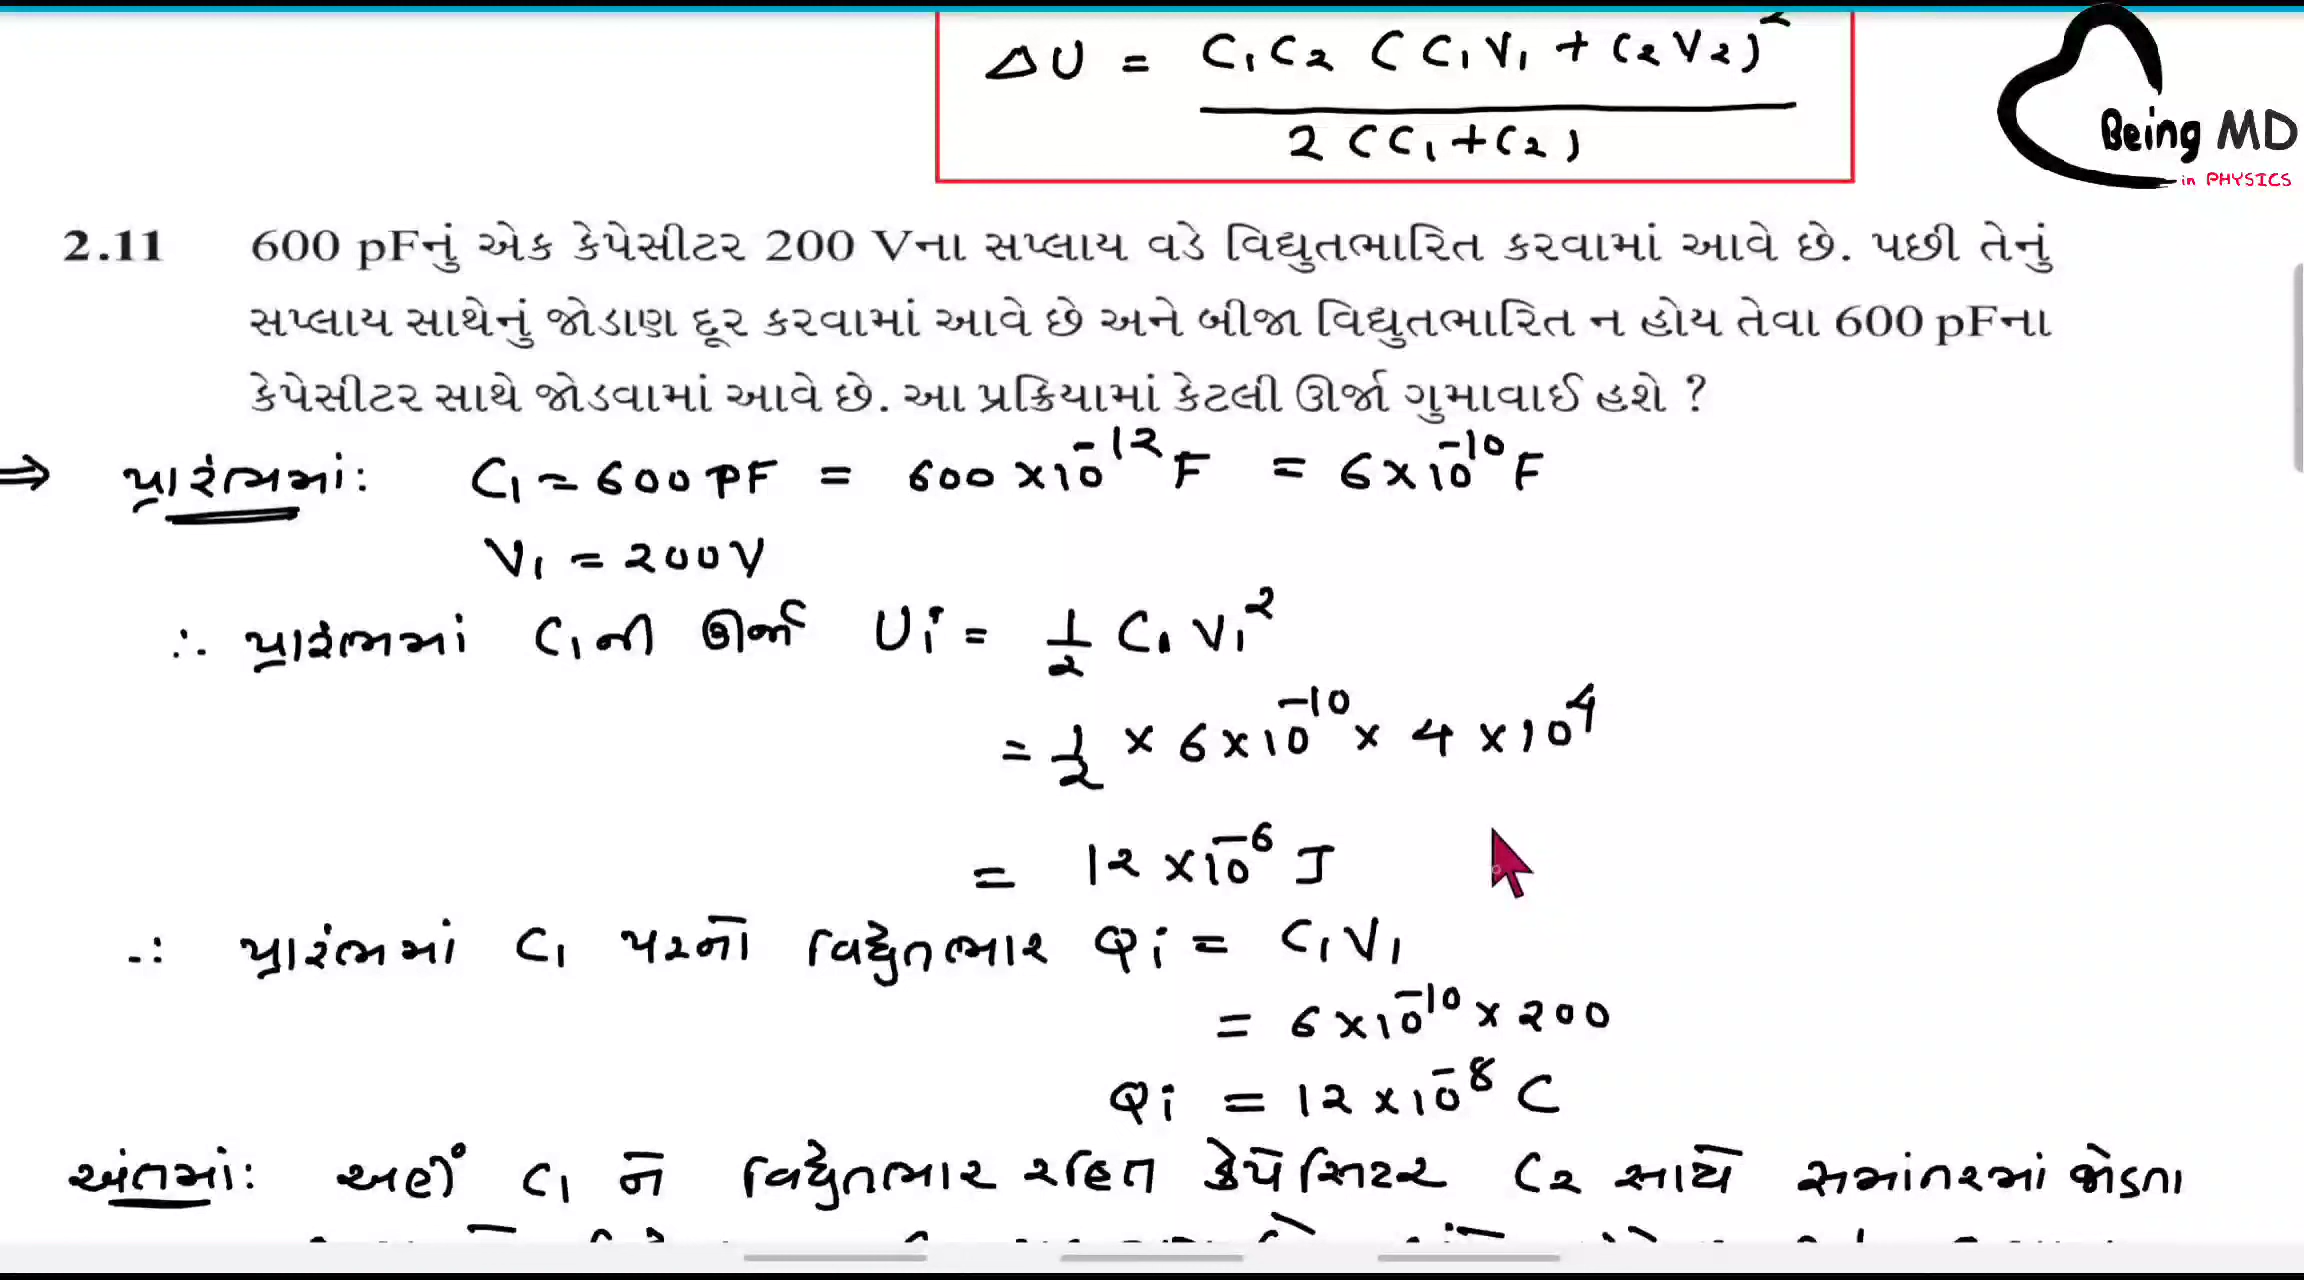 ΔU = C₁C₂ (C₁V₁ + C₂V₂)²
2 (C₁+C₂)
Being MD
in PHYSICS
2.11 600 pFનું એક કેપેસીટર 200 Vના સપ્લાય વડે વિદ્યુતભારિત કરવામાં આવે છે. પછી તેનું
સપ્લાય સાથેનું જોડાણ દૂર કરવામાં આવે છે અને બીજા વિદ્યુતભારિત ન હોય તેવા 600 pFના
કેપેસીટર સાથે જોડવામાં આવે છે. આ પ્રક્રિયામાં કેટલી ઊર્જા ગુમાવાઈ હશે ?
⇒ પ્રારંભમાં: C₁ = 600 PF = 600 ×10⁻¹² F = 6×10⁻¹⁰ F
V₁ = 200V
∴ પ્રારંભમાં C₁ની ઊર્જા Ui = 1/2 C₁ V₁²
= 1/2 × 6×10⁻¹⁰ × 4 ×10⁴
= 12 ×10⁻⁶ J
∴ પ્રારંભમાં C₁ પરનો વિદ્યુતભાર Qi = C₁V₁
= 6×10⁻¹⁰ × 200
Qi = 12 ×10⁻⁸ C
અંતમાં: અહીં C₁ ને વિદ્યુતભાર રહિત કેપેસિટર C₂ સાથે સમાંતરમાં જોડતા